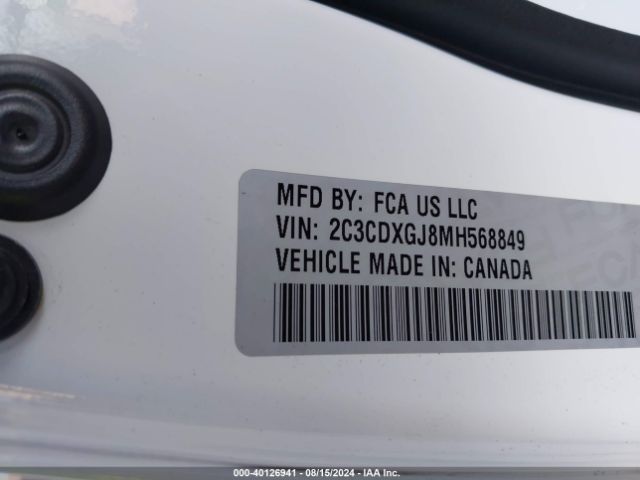 MFD BY: FCA US LLC
VIN: 2C3CDXGJ8MH568849
VEHICLE MADE IN: CANADA
000-40126941 - 08/15/2024 - IAA Inc.